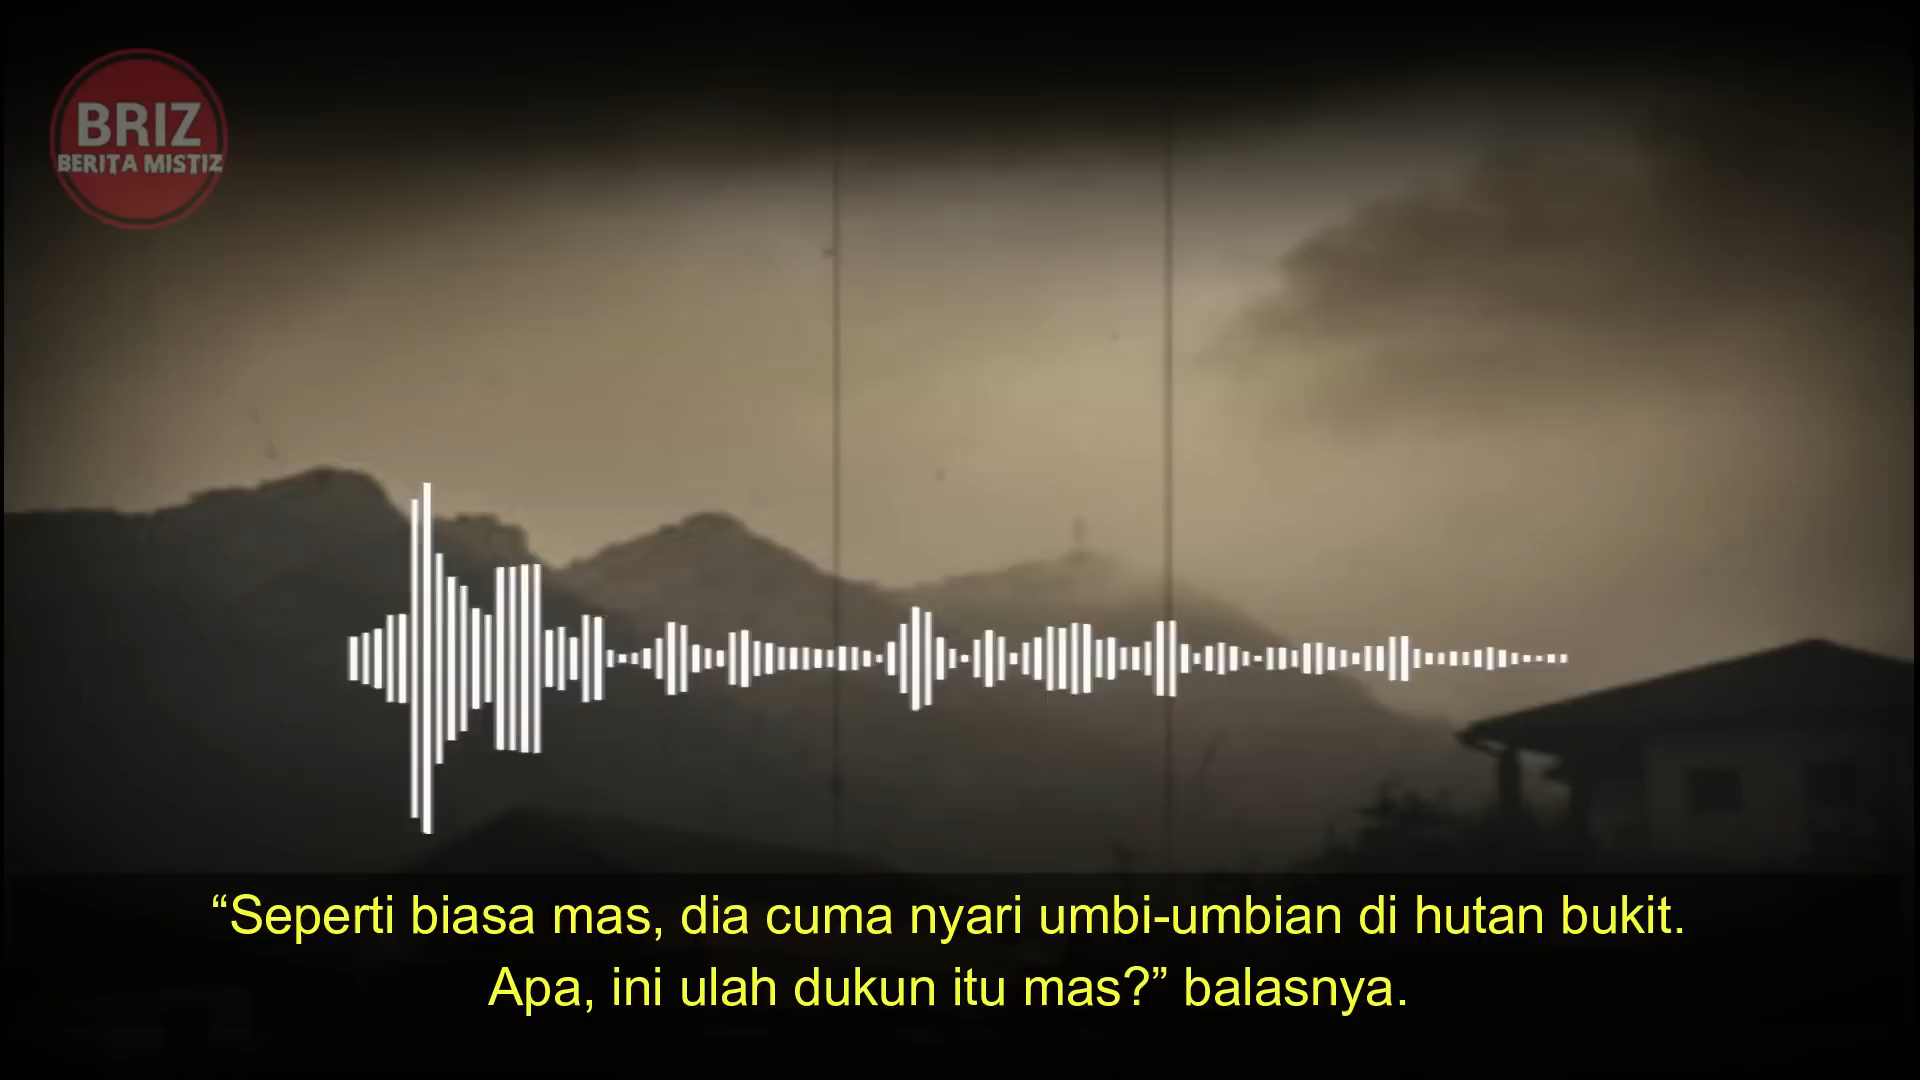 BRIZ
BERITA MISTIZ
“Seperti biasa mas, dia cuma nyari umbi-umbian di hutan bukit.
Apa, ini ulah dukun itu mas?” balasnya.